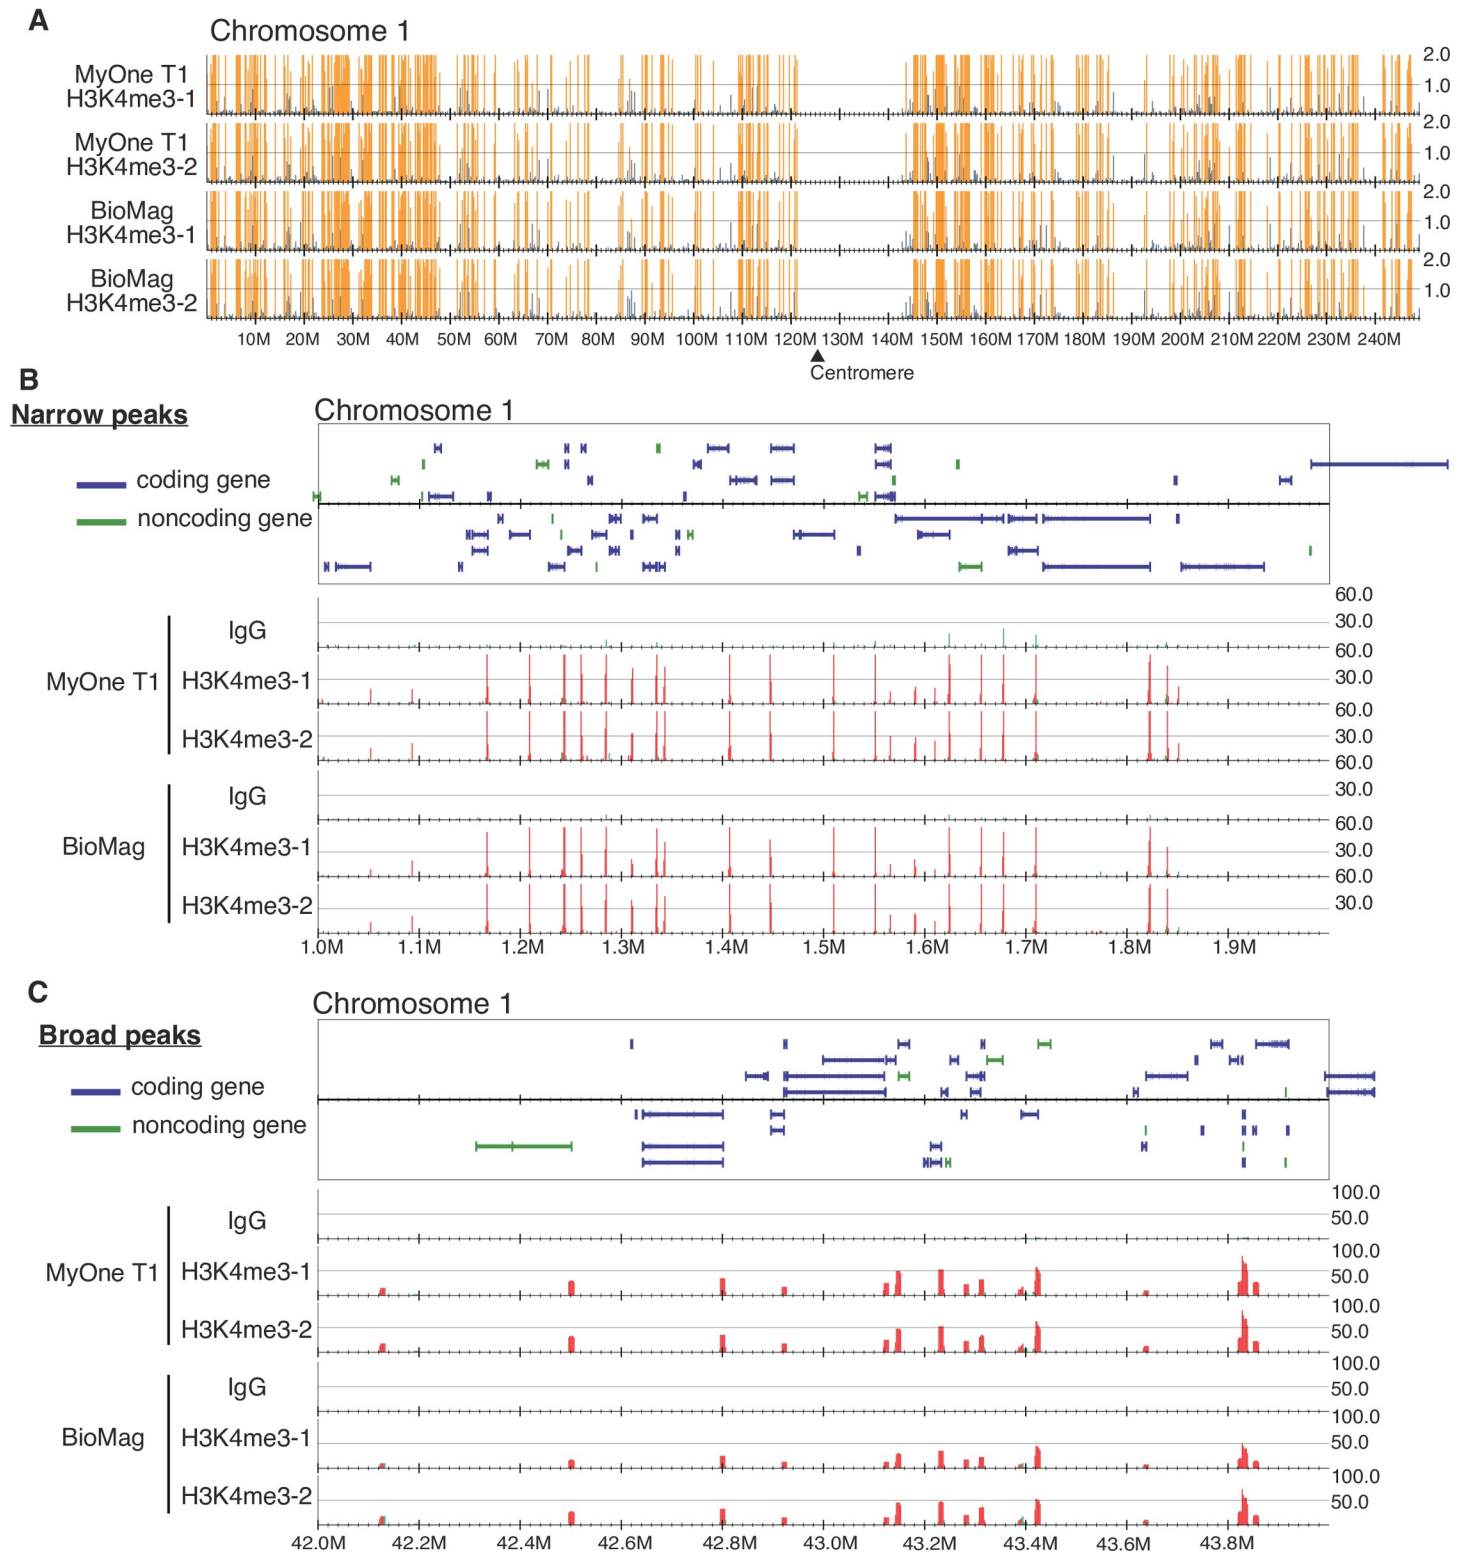 A
Chromosome 1
MyOne T1
H3K4me3-1
2.0
1.0
MyOne T1
H3K4me3-2
2.0
1.0
BioMag
H3K4me3-1
2.0
1.0
BioMag
H3K4me3-2
2.0
1.0
10M 20M 30M 40M 50M 60M 70M 80M 90M 100M 110M 120M 130M 140M 150M 160M 170M 180M 190M 200M 210M 220M 230M 240M
Centromere
B
Narrow peaks
Chromosome 1
coding gene
noncoding gene
MyOne T1
IgG
60.0
30.0
H3K4me3-1
60.0
30.0
H3K4me3-2
60.0
30.0
BioMag
IgG
60.0
30.0
H3K4me3-1
60.0
30.0
H3K4me3-2
60.0
30.0
1.0M 1.1M 1.2M 1.3M 1.4M 1.5M 1.6M 1.7M 1.8M 1.9M
C
Broad peaks
Chromosome 1
coding gene
noncoding gene
MyOne T1
IgG
100.0
50.0
H3K4me3-1
100.0
50.0
H3K4me3-2
100.0
50.0
BioMag
IgG
100.0
50.0
H3K4me3-1
100.0
50.0
H3K4me3-2
100.0
50.0
42.0M 42.2M 42.4M 42.6M 42.8M 43.0M 43.2M 43.4M 43.6M 43.8M